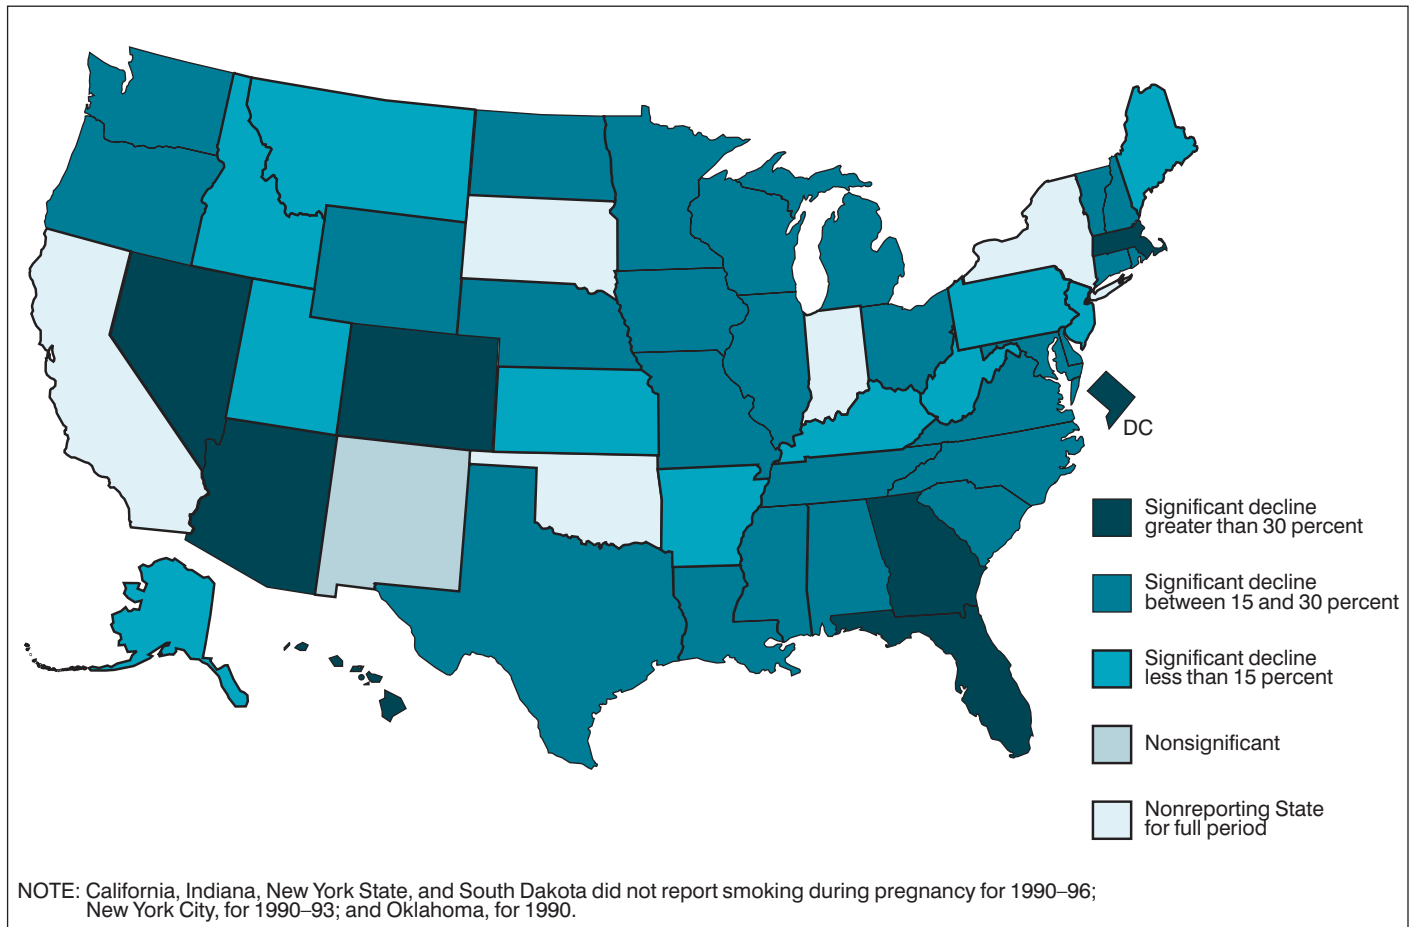 DC
Significant decline
greater than 30 percent
Significant decline
between 15 and 30 percent
Significant decline
less than 15 percent
Nonsignificant
Nonreporting State
for full period
NOTE: California, Indiana, New York State, and South Dakota did not report smoking during pregnancy for 1990–96;
New York City, for 1990–93; and Oklahoma, for 1990.